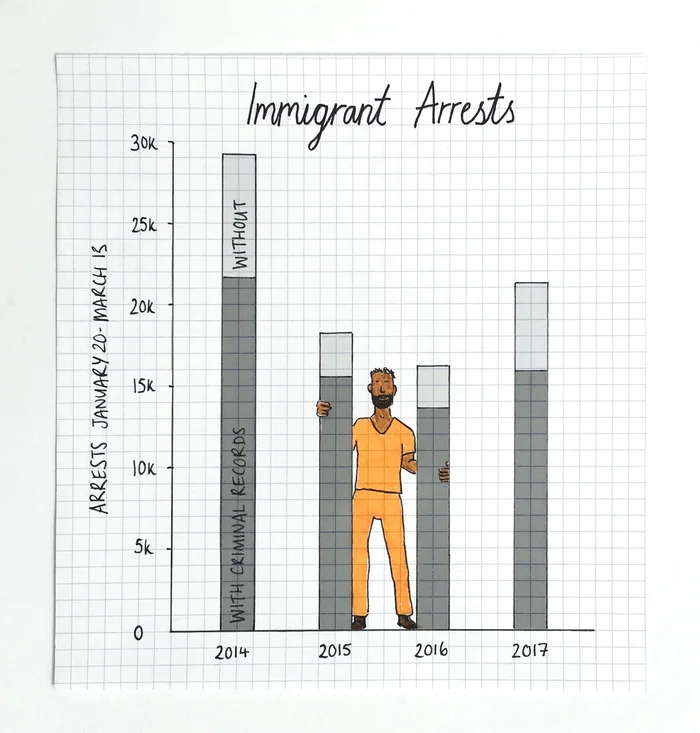 Immigrant Arrests
30k
25k
20k
15k
10k
5k
0
ARRESTS JANUARY 20 - MARCH 13
WITHOUT
WITH CRIMINAL RECORDS
2014
2015
2016
2017